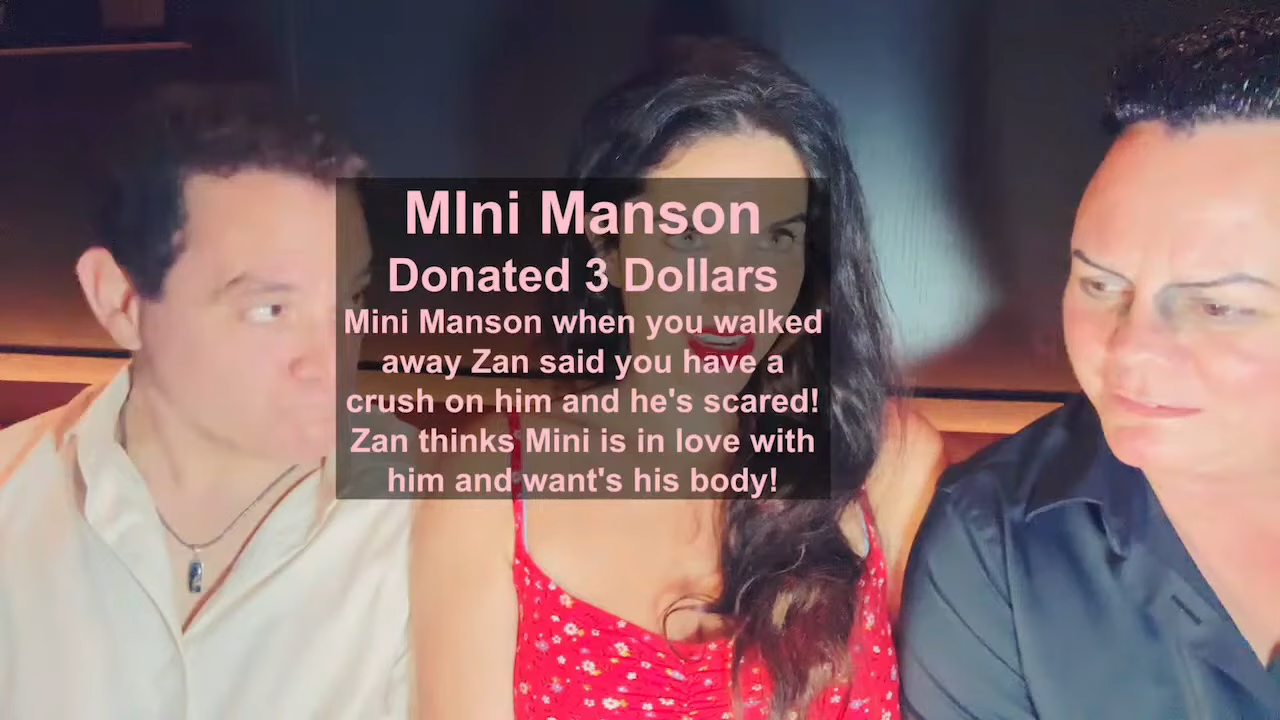 MIni Manson
Donated 3 Dollars
Mini Manson when you walked
away Zan said you have a
crush on him and he's scared!
Zan thinks Mini is in love with
him and want's his body!